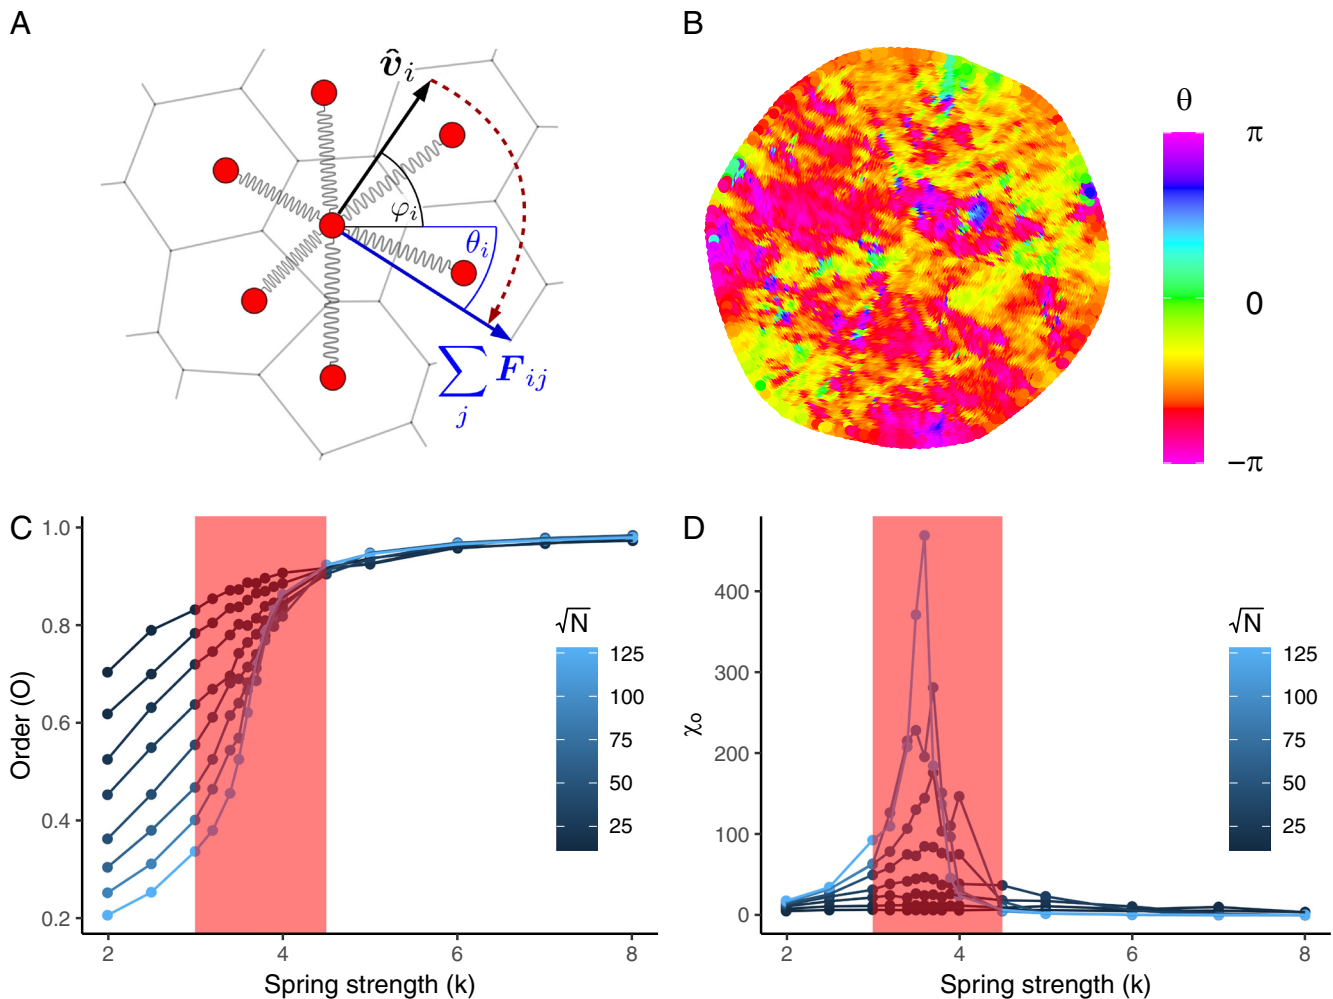 A
v̂ᵢ
φᵢ
θᵢ
∑ⱼ Fᵢⱼ
B
θ
π
0
−π
C
Order (O)
1.0
0.8
0.6
0.4
0.2
2 4 6 8
Spring strength (k)
√N
125
100
75
50
25
D
χₒ
400
300
200
100
0
2 4 6 8
Spring strength (k)
√N
125
100
75
50
25